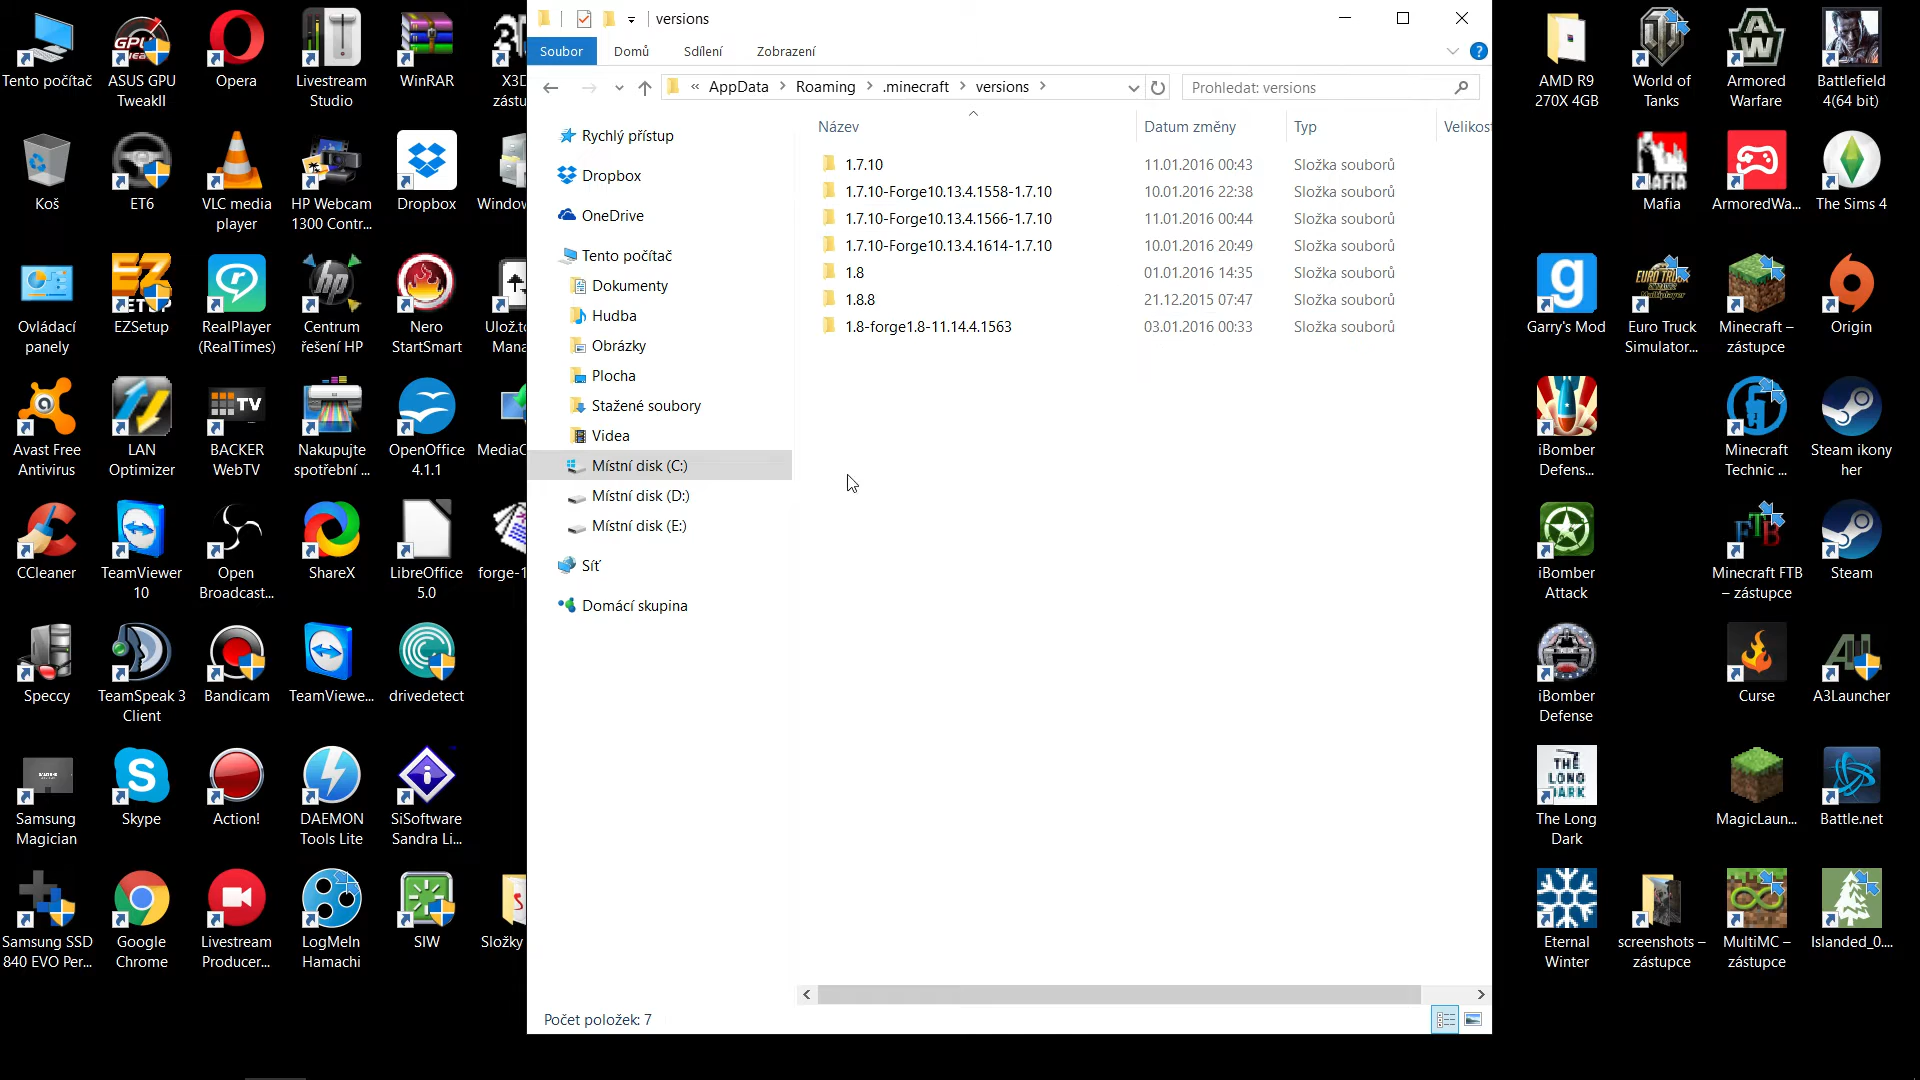 Tento počítač
ASUS GPU
TweakII
Opera
Livestream
Studio
WinRAR
X3D
zástu
Koš
ET6
VLC media
player
HP Webcam
1300 Contr...
Dropbox
Window
Ovládací
panely
EZSetup
RealPlayer
(RealTimes)
Centrum
řešení HP
Nero
StartSmart
Ulož.to
Mana
Avast Free
Antivirus
LAN
Optimizer
BACKER
WebTV
Nakupujte
spotřební ...
OpenOffice
4.1.1
MediaC
CCleaner
TeamViewer
10
Open
Broadcast...
ShareX
LibreOffice
5.0
forge-1
Speccy
TeamSpeak 3
Client
Bandicam
TeamViewe...
drivedetect
Samsung
Magician
Skype
Action!
DAEMON
Tools Lite
SiSoftware
Sandra Li...
Samsung SSD
840 EVO Per...
Google
Chrome
Livestream
Producer...
LogMeIn
Hamachi
SIW
Složky
versions
Soubor Domů Sdílení Zobrazení
« AppData > Roaming > .minecraft > versions >
Prohledat: versions
Rychlý přístup
Dropbox
OneDrive
Tento počítač
Dokumenty
Hudba
Obrázky
Plocha
Stažené soubory
Videa
Místní disk (C:)
Místní disk (D:)
Místní disk (E:)
Síť
Domácí skupina
Název Datum změny Typ Velikost
1.7.10 11.01.2016 00:43 Složka souborů
1.7.10-Forge10.13.4.1558-1.7.10 10.01.2016 22:38 Složka souborů
1.7.10-Forge10.13.4.1566-1.7.10 11.01.2016 00:44 Složka souborů
1.7.10-Forge10.13.4.1614-1.7.10 10.01.2016 20:49 Složka souborů
1.8 01.01.2016 14:35 Složka souborů
1.8.8 21.12.2015 07:47 Složka souborů
1.8-forge1.8-11.14.4.1563 03.01.2016 00:33 Složka souborů
Počet položek: 7
AMD R9
270X 4GB
World of
Tanks
Armored
Warfare
Battlefield
4(64 bit)
MAFIA
Mafia
ArmoredWa...
The Sims 4
Garry's Mod
EURO TRUCK
Euro Truck
Simulator...
Minecraft –
zástupce
Origin
iBomber
Defens...
Minecraft
Technic ...
Steam ikony
her
iBomber
Attack
FTB
Minecraft FTB
– zástupce
Steam
iBomber
Defense
Curse
A3Launcher
THE
LONG
DARK
The Long
Dark
MagicLaun...
Battle.net
Eternal
Winter
screenshots –
zástupce
MultiMC –
zástupce
Islanded_0....